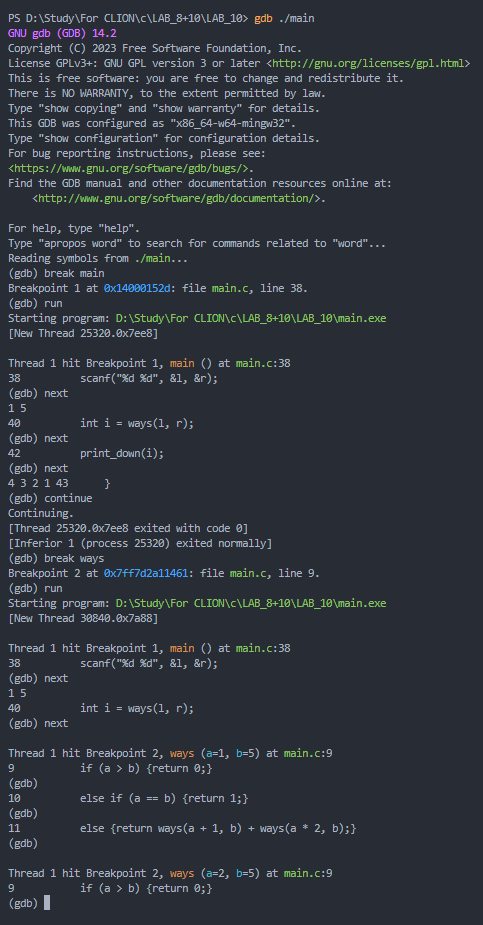 PS D:\Study\For CLION\c\LAB_8+10\LAB_10> gdb ./main
GNU gdb (GDB) 14.2
Copyright (C) 2023 Free Software Foundation, Inc.
License GPLv3+: GNU GPL version 3 or later <http://gnu.org/licenses/gpl.html>
This is free software: you are free to change and redistribute it.
There is NO WARRANTY, to the extent permitted by law.
Type "show copying" and "show warranty" for details.
This GDB was configured as "x86_64-w64-mingw32".
Type "show configuration" for configuration details.
For bug reporting instructions, please see:
<https://www.gnu.org/software/gdb/bugs/>.
Find the GDB manual and other documentation resources online at:
    <http://www.gnu.org/software/gdb/documentation/>.

For help, type "help".
Type "apropos word" to search for commands related to "word"...
Reading symbols from ./main...
(gdb) break main
Breakpoint 1 at 0x14000152d: file main.c, line 38.
(gdb) run
Starting program: D:\Study\For CLION\c\LAB_8+10\LAB_10\main.exe
[New Thread 25320.0x7ee8]

Thread 1 hit Breakpoint 1, main () at main.c:38
38          scanf("%d %d", &l, &r);
(gdb) next
1 5
40          int i = ways(l, r);
(gdb) next
42          print_down(i);
(gdb) next
4 3 2 1 43      }
(gdb) continue
Continuing.
[Thread 25320.0x7ee8 exited with code 0]
[Inferior 1 (process 25320) exited normally]
(gdb) break ways
Breakpoint 2 at 0x7ff7d2a11461: file main.c, line 9.
(gdb) run
Starting program: D:\Study\For CLION\c\LAB_8+10\LAB_10\main.exe
[New Thread 30840.0x7a88]

Thread 1 hit Breakpoint 1, main () at main.c:38
38          scanf("%d %d", &l, &r);
(gdb) next
1 5
40          int i = ways(l, r);
(gdb) next

Thread 1 hit Breakpoint 2, ways (a=1, b=5) at main.c:9
9           if (a > b) {return 0;}
(gdb)
10          else if (a == b) {return 1;}
(gdb)
11          else {return ways(a + 1, b) + ways(a * 2, b);}
(gdb)

Thread 1 hit Breakpoint 2, ways (a=2, b=5) at main.c:9
9           if (a > b) {return 0;}
(gdb)